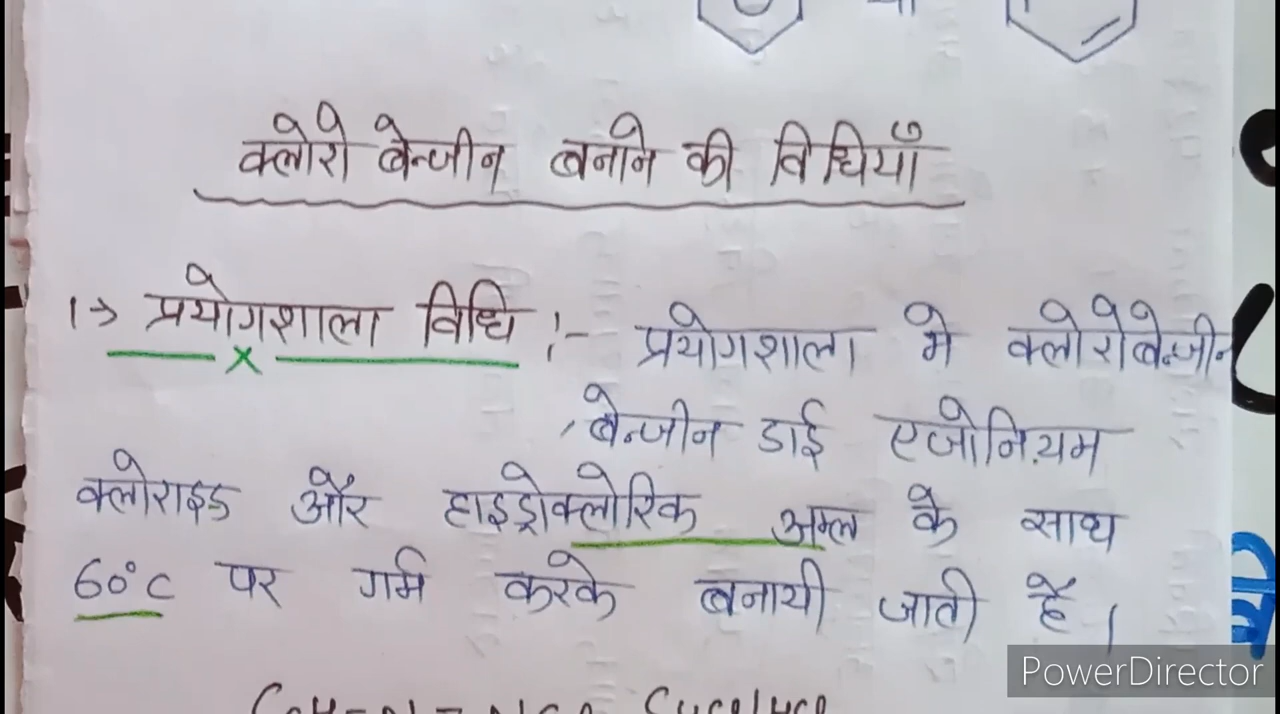 या
क्लोरो बेन्जीन बनाने की विधियाँ
1→ प्रयोगशाला विधि :- प्रयोगशाला मे क्लोरोबेन्जीन
बेन्जीन डाई एजोनियम
क्लोराइड और हाइड्रोक्लोरिक अम्ल के साथ
60°C पर गर्म करके बनायी जाती है।
PowerDirector